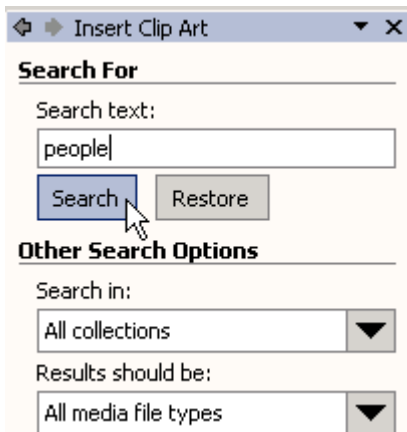 Insert Clip Art
Search For
Search text:
people
Search Restore
Other Search Options
Search in:
All collections
Results should be:
All media file types